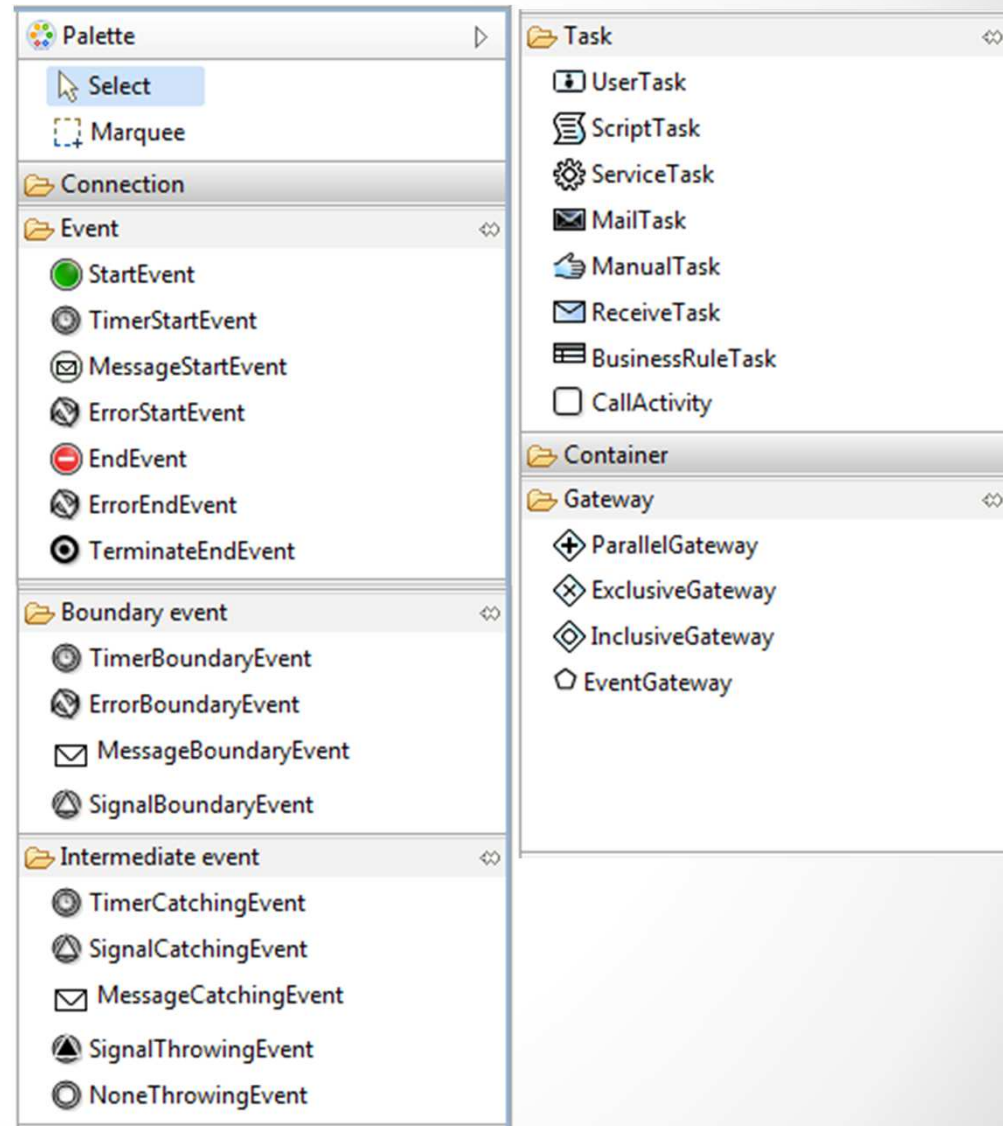 Palette
Select
Marquee
Connection
Event
StartEvent
TimerStartEvent
MessageStartEvent
ErrorStartEvent
EndEvent
ErrorEndEvent
TerminateEndEvent
Boundary event
TimerBoundaryEvent
ErrorBoundaryEvent
MessageBoundaryEvent
SignalBoundaryEvent
Intermediate event
TimerCatchingEvent
SignalCatchingEvent
MessageCatchingEvent
SignalThrowingEvent
NoneThrowingEvent
Task
UserTask
ScriptTask
ServiceTask
MailTask
ManualTask
ReceiveTask
BusinessRuleTask
CallActivity
Container
Gateway
ParallelGateway
ExclusiveGateway
InclusiveGateway
EventGateway